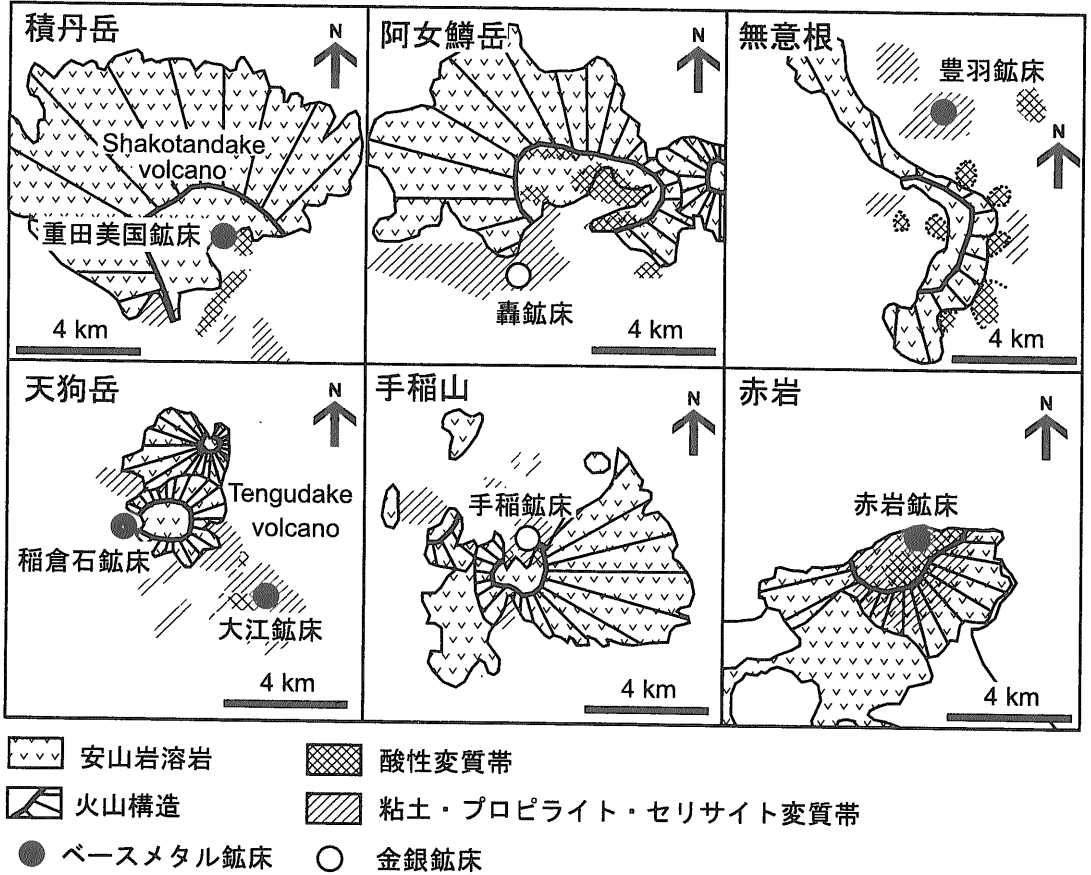 積丹岳
N
Shakotandake
volcano
重田美国鉱床
4 km
阿女鱒岳
N
轟鉱床
4 km
無意根
豊羽鉱床
N
4 km
天狗岳
N
Tengudake
volcano
稲倉石鉱床
大江鉱床
4 km
手稲山
N
手稲鉱床
4 km
赤岩
N
赤岩鉱床
4 km
安山岩溶岩
酸性変質帯
火山構造
粘土・プロピライト・セリサイト変質帯
ベースメタル鉱床
金銀鉱床